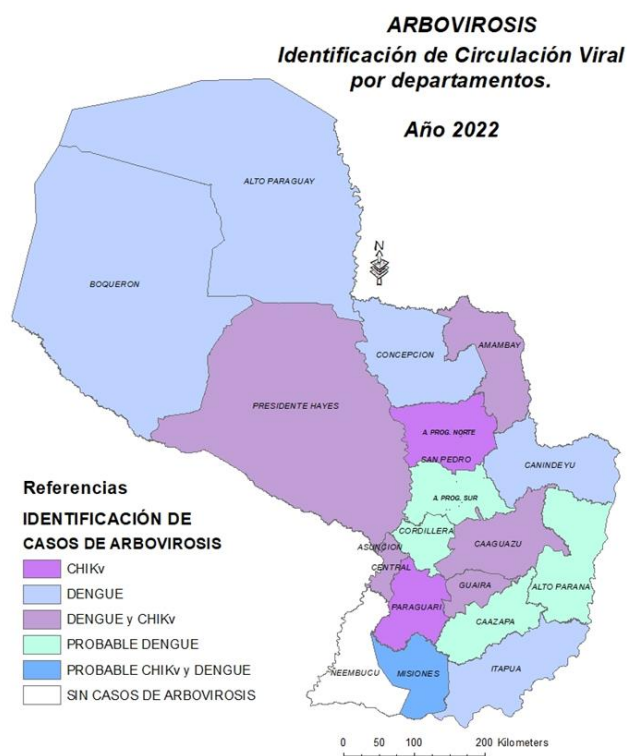 ARBOVIROSIS
Identificación de Circulación Viral
por departamentos.
Año 2022
ALTO PARAGUAY
N
BOQUERON
CONCEPCION
AMAMBAY
PRESIDENTE HAYES
A. PROG. NORTE
SAN PEDRO
CANINDEYU
A. PROG. SUR
CORDILLERA
ASUNCION
CAAGUAZU
CENTRAL
GUAIRA
ALTO PARANA
PARAGUARI
CAAZAPA
ITAPUA
ÑEEMBUCU
MISIONES
Referencias
IDENTIFICACIÓN DE
CASOS DE ARBOVIROSIS
CHIKv
DENGUE
DENGUE y CHIKv
PROBABLE DENGUE
PROBABLE CHIKv y DENGUE
SIN CASOS DE ARBOVIROSIS
0 50 100 200 Kilometers